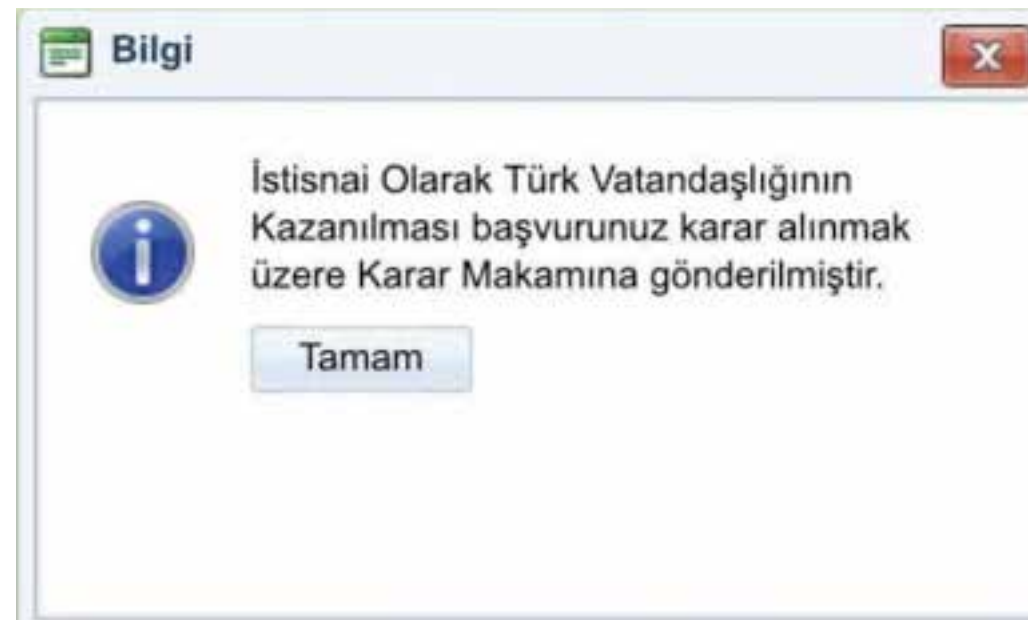 Bilgi
İstisnai Olarak Türk Vatandaşlığının
Kazanılması başvurunuz karar alınmak
üzere Karar Makamına gönderilmiştir.
Tamam